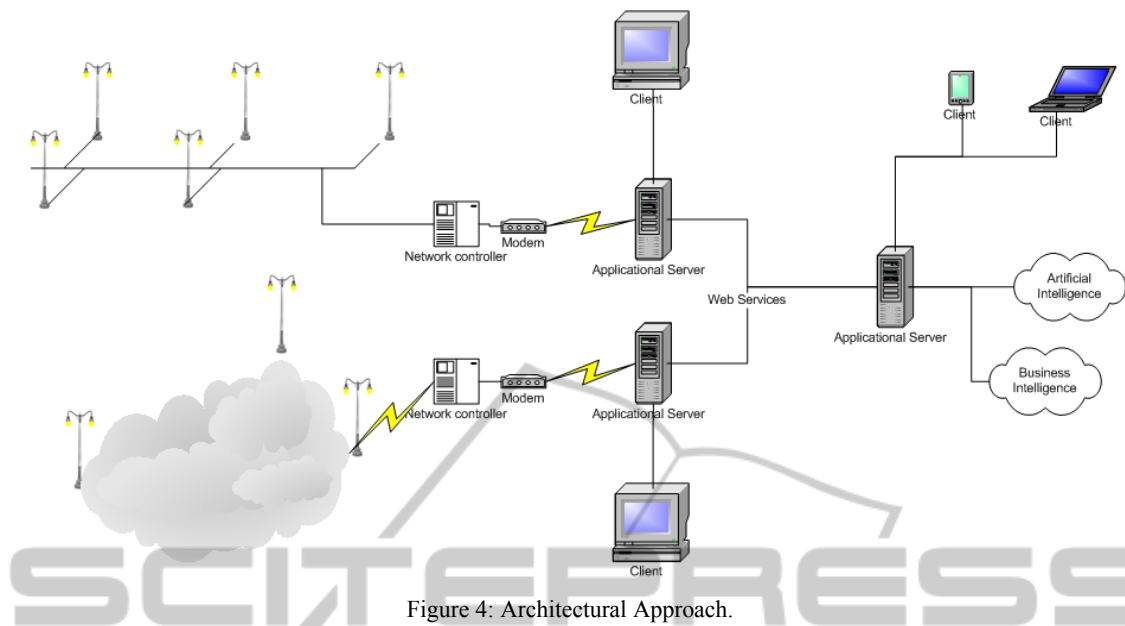 Client
Client
Client
Network controller
Modem
Applicational Server
Web Services
Applicational Server
Artificial
Intelligence
Business
Intelligence
Network controller
Modem
Applicational Server
Client
SCITEPRESS
Figure 4: Architectural Approach.